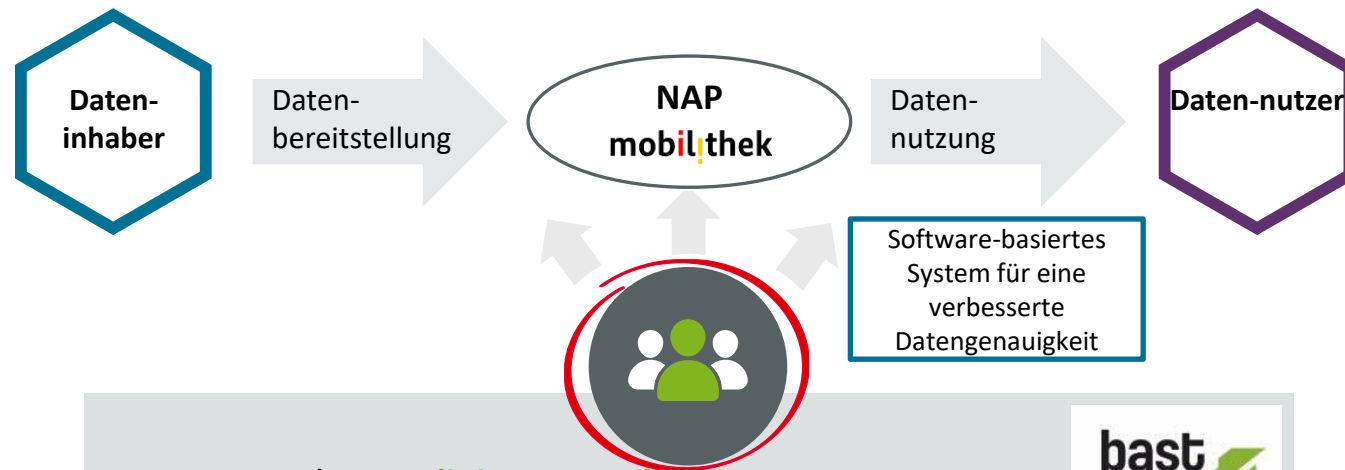 Daten-
inhaber
Daten-
bereitstellung
NAP
mobilithek
Daten-
nutzung
Daten-nutzer
Software-basiertes
System für eine
verbesserte
Datengenauigkeit
bast